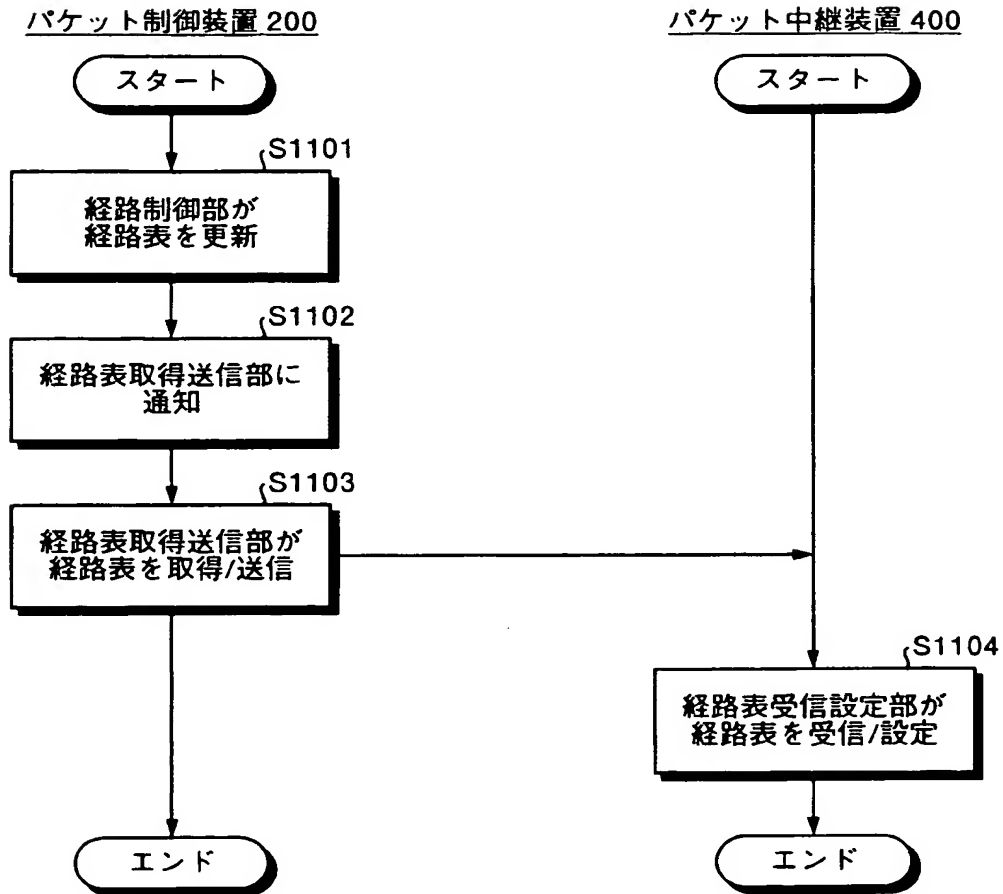 パケット制御装置 200
パケット中継装置 400
スタート
スタート
S1101
経路制御部が
経路表を更新
S1102
経路表取得送信部に
通知
S1103
経路表取得送信部が
経路表を取得/送信
S1104
経路表受信設定部が
経路表を受信/設定
エンド
エンド